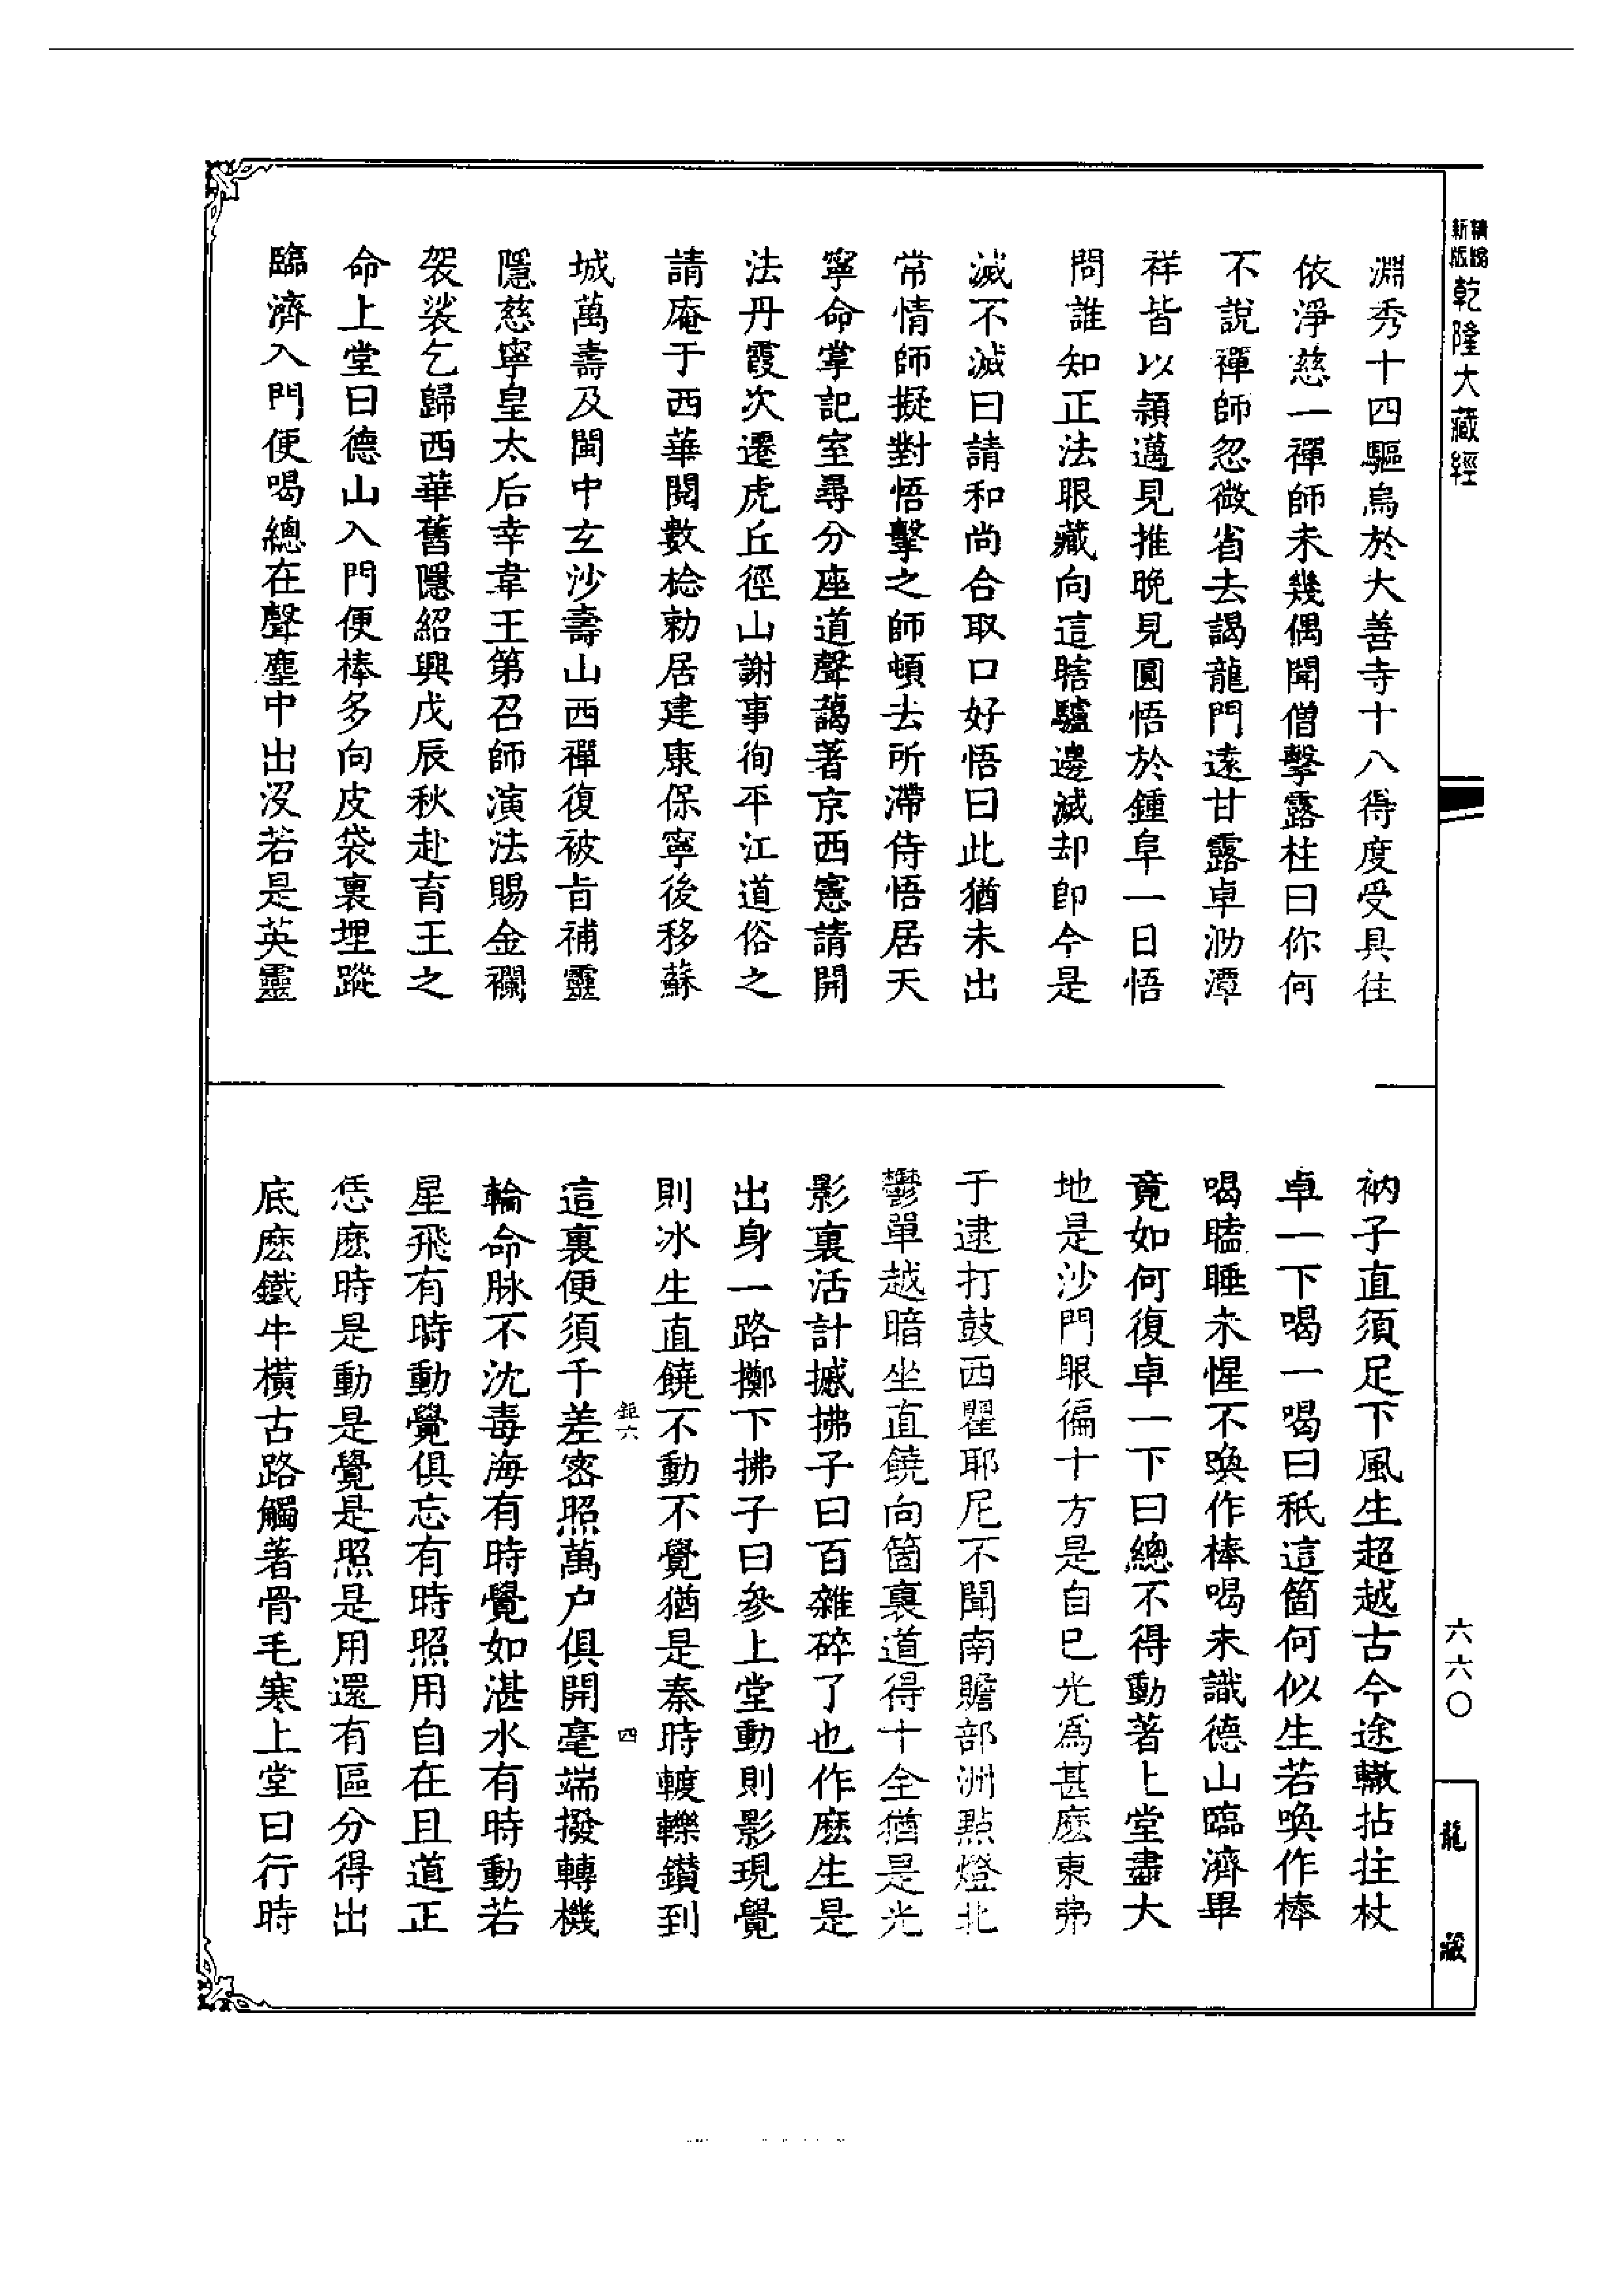 新編
縮版
乾隆大藏經
淵秀十四驅烏於大善寺十八得度受具往
依淨慈一禪師未幾偶聞僧擊露柱曰你何
不說禪師忽微省去謁龍門遠甘露卓泐潭
祥皆以穎邁見推晚見圓悟於鍾阜一日悟
問誰知正法眼藏向這瞎驢邊滅却即今是
滅不滅曰請和尚合取口好悟曰此猶未出
常情師擬對悟擊之師頓去所滯侍悟居天
寧命掌記室尋分座道聲藹著京西憲請開
法丹霞次遷虎丘徑山謝事徇平江道俗之
請庵于西華閱數稔勅居建康保寧後移蘇
城萬壽及閩中玄沙壽山西禪復被旨補靈
隱慈寧皇太后幸韋王第召師演法賜金襴
袈裟乞歸西華舊隱紹興戊辰秋赴育王之
命上堂曰德山入門便棒多向皮袋裏埋蹤
臨濟入門便喝總在聲塵中出没若是英靈
衲子直須足下風生超越古今途轍拈拄杖
卓一下喝一喝曰秖這箇何似生若喚作棒
喝瞌睡未惺不喚作棒喝未識德山臨濟畢
竟如何復卓一下曰總不得動著上堂盡大
地是沙門眼徧十方是自己光爲甚麽東弗
于逮打鼓西瞿耶尼不聞南贍部洲點燈北
鬱單越暗坐直饒向箇裏道得十全猶是光
影裏活計撼拂子曰百雜碎了也作麽生是
出身一路擲下拂子曰參上堂動則影現覺
則冰生直饒不動不覺猶是秦時𨍏轢鑽到
鉅六 四
這裏便須千差密照萬户俱開毫端撥轉機
輪命脉不沈毒海有時覺如湛水有時動若
星飛有時動覺俱忘有時照用自在且道正
恁麽時是動是覺是照是用還有區分得出
底麽鐵牛橫古路觸著骨毛寒上堂曰行時
六六〇
龍藏